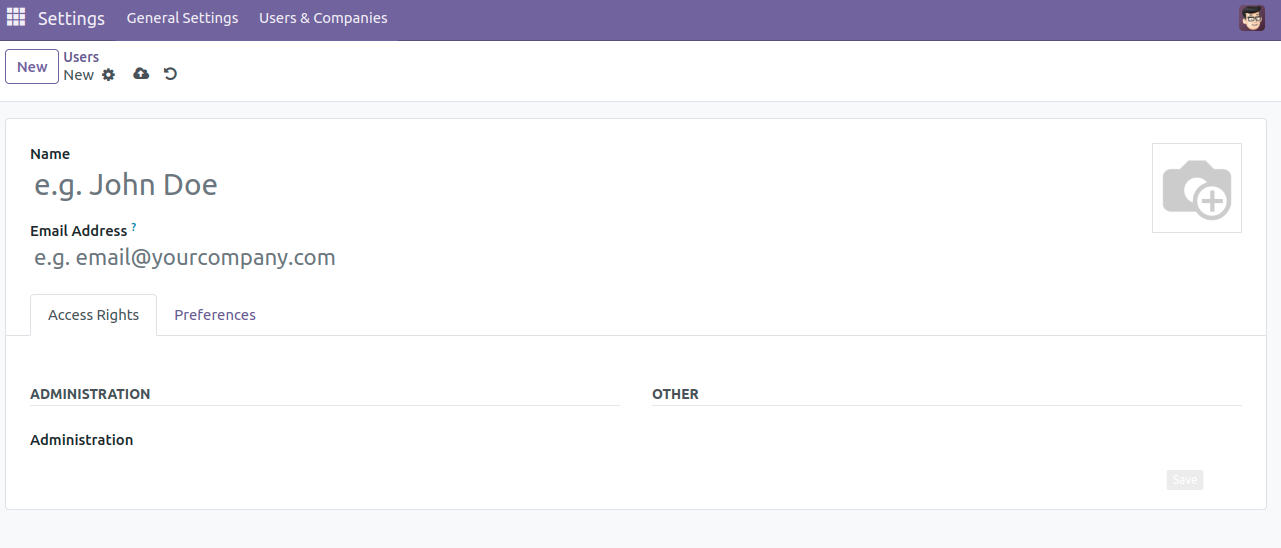 Settings General Settings Users & Companies
New
Users
New
Name
e.g. John Doe
Email Address ?
e.g. email@yourcompany.com
Access Rights Preferences
ADMINISTRATION
OTHER
Administration
Save